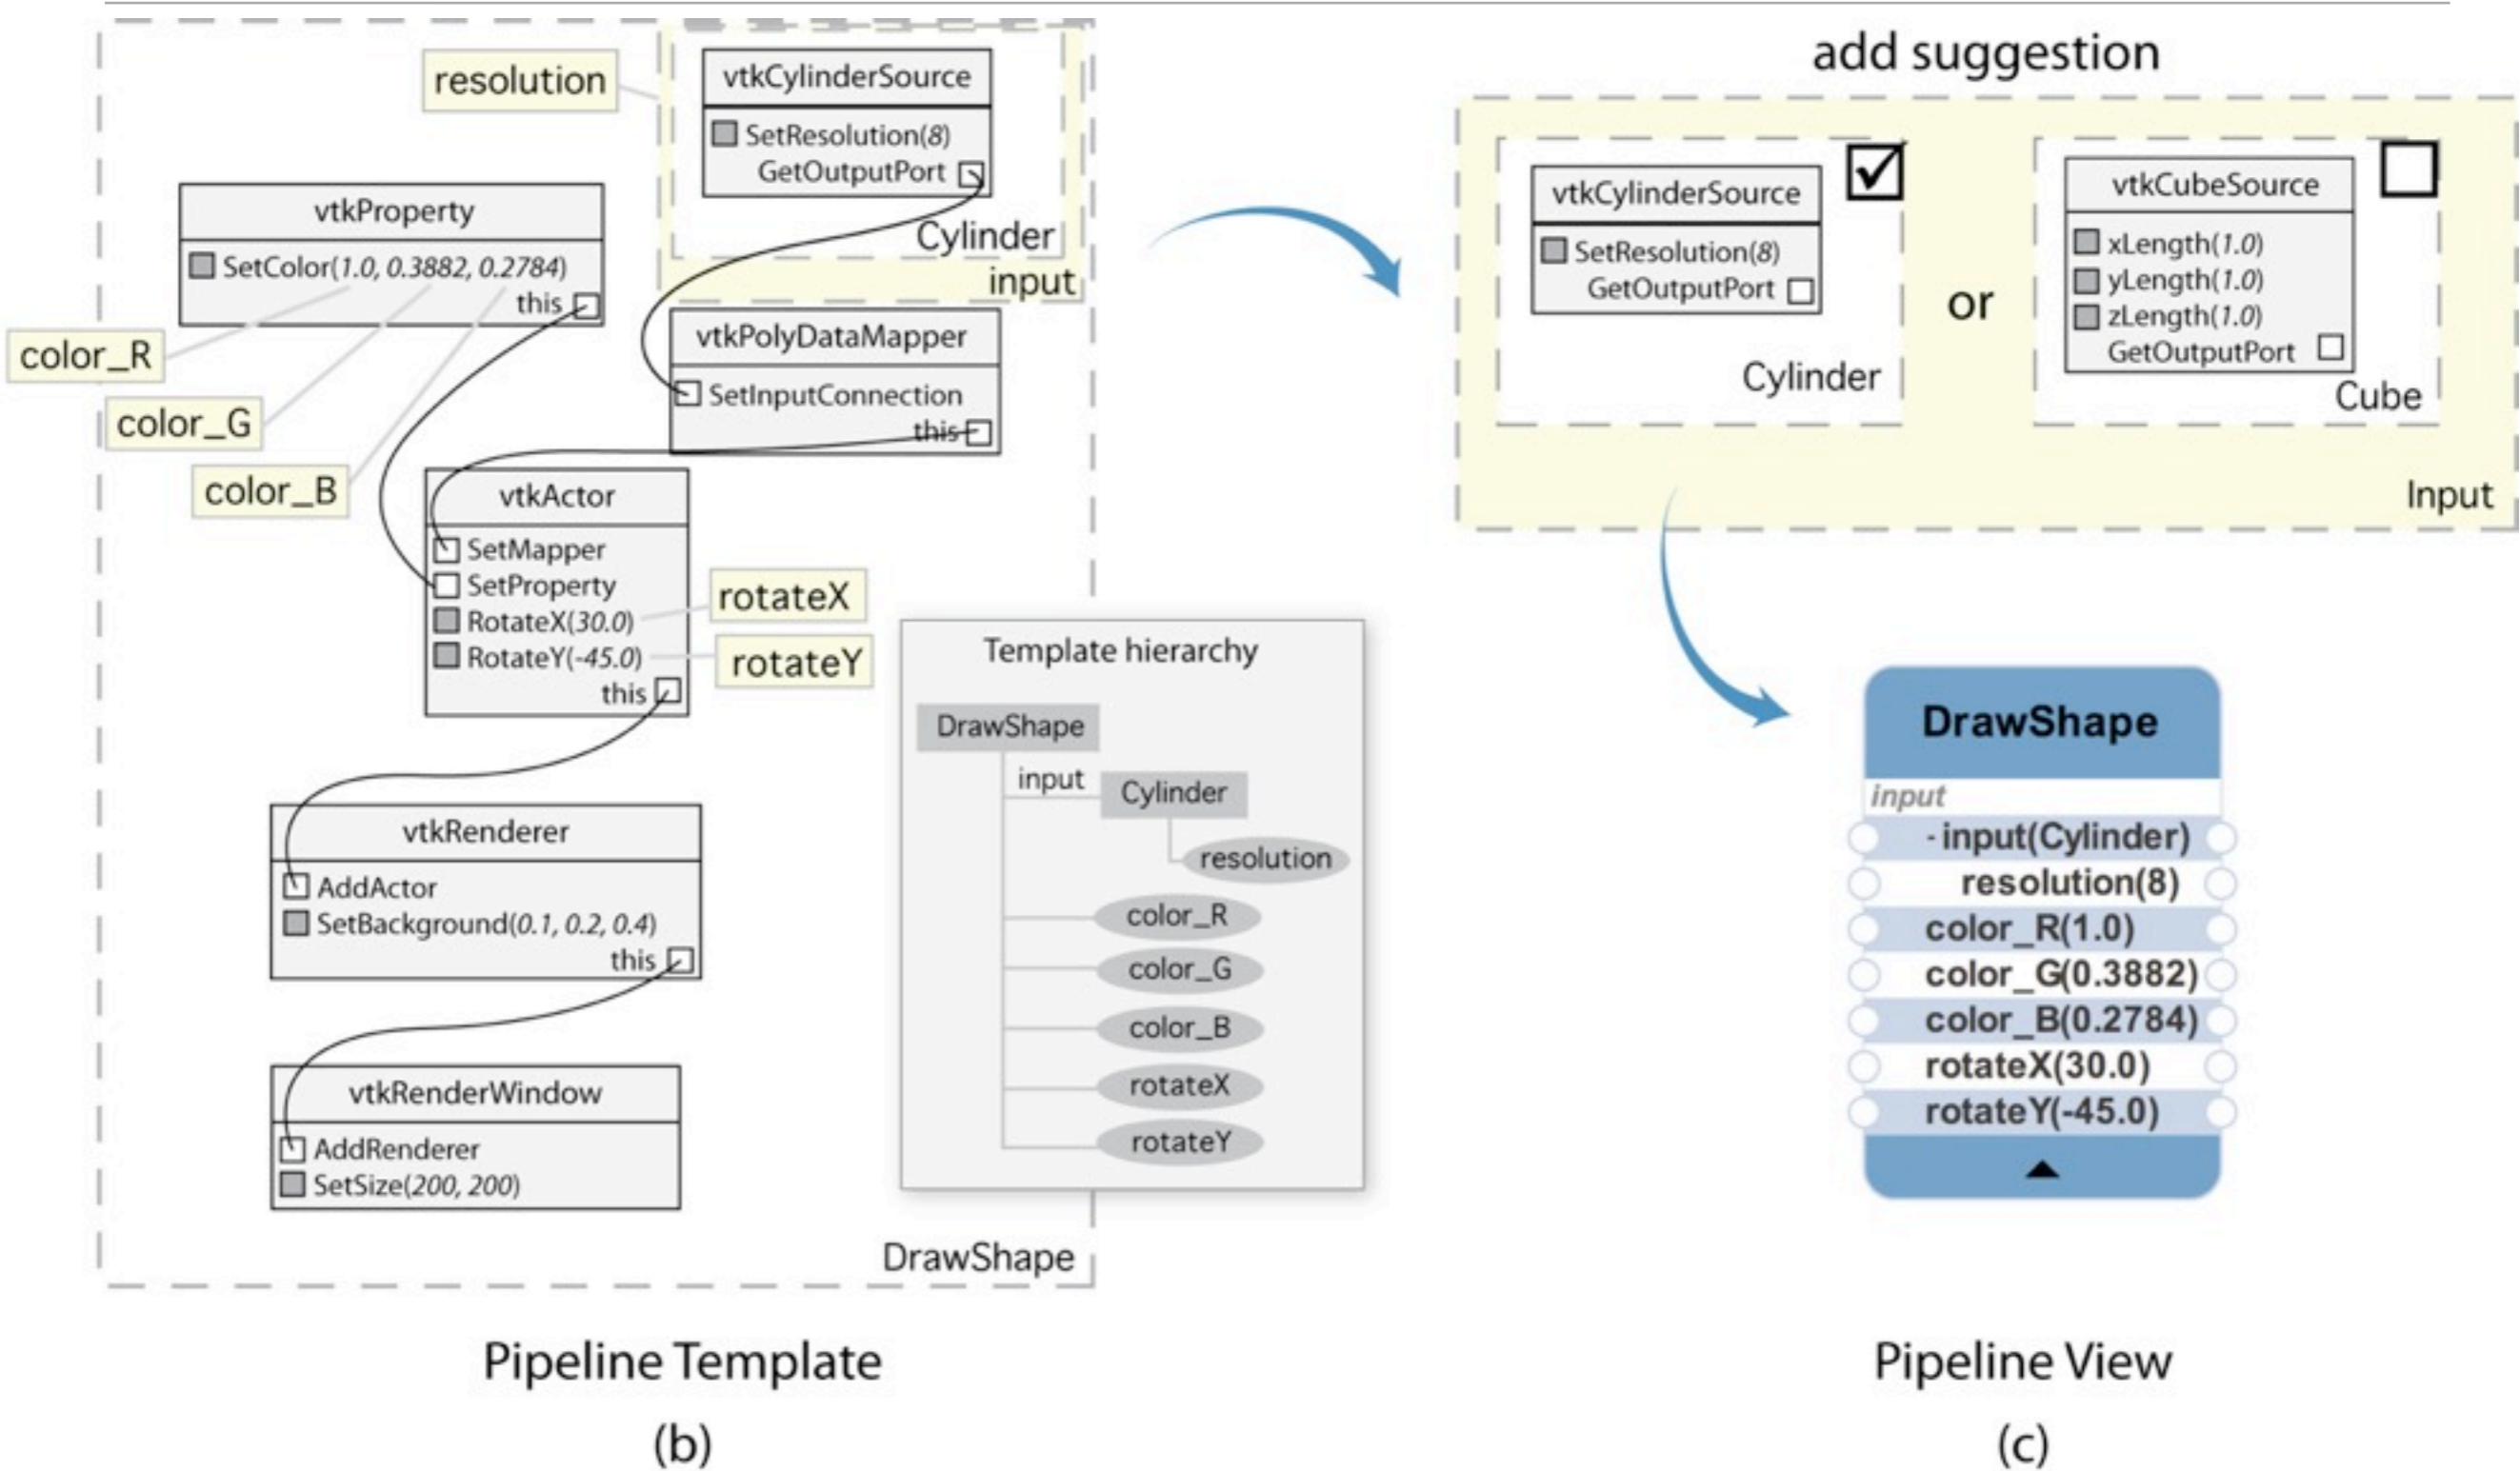 resolution
vtkCylinderSource
SetResolution(8)
GetOutputPort
Cylinder
input
vtkProperty
SetColor(1.0, 0.3882, 0.2784)
this
color_R
color_G
color_B
vtkPolyDataMapper
SetInputConnection
this
vtkActor
SetMapper
SetProperty
RotateX(30.0)
RotateY(-45.0)
this
rotateX
rotateY
vtkRenderer
AddActor
SetBackground(0.1, 0.2, 0.4)
this
vtkRenderWindow
AddRenderer
SetSize(200, 200)
Template hierarchy
DrawShape
input
Cylinder
resolution
color_R
color_G
color_B
rotateX
rotateY
DrawShape
Pipeline Template
(b)
add suggestion
vtkCylinderSource
SetResolution(8)
GetOutputPort
Cylinder
or
vtkCubeSource
xLength(1.0)
yLength(1.0)
zLength(1.0)
GetOutputPort
Cube
Input
DrawShape
input
-input(Cylinder)
resolution(8)
color_R(1.0)
color_G(0.3882)
color_B(0.2784)
rotateX(30.0)
rotateY(-45.0)
Pipeline View
(c)